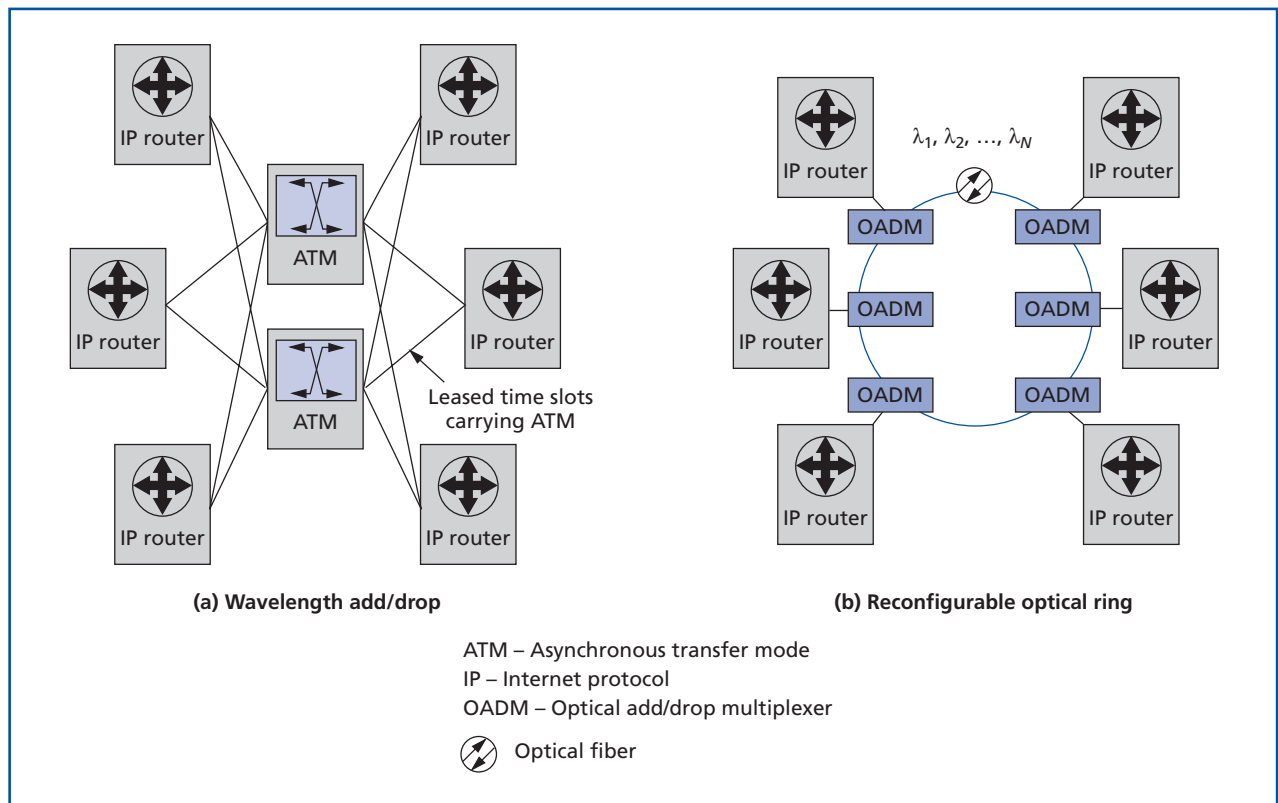 IP router
IP router
ATM
IP router
IP router
ATM
Leased time slots
carrying ATM
IP router
IP router
(a) Wavelength add/drop
λ1, λ2, …, λN
IP router
IP router
OADM
OADM
IP router
OADM
OADM
IP router
OADM
OADM
IP router
IP router
(b) Reconfigurable optical ring
ATM – Asynchronous transfer mode
IP – Internet protocol
OADM – Optical add/drop multiplexer
Optical fiber